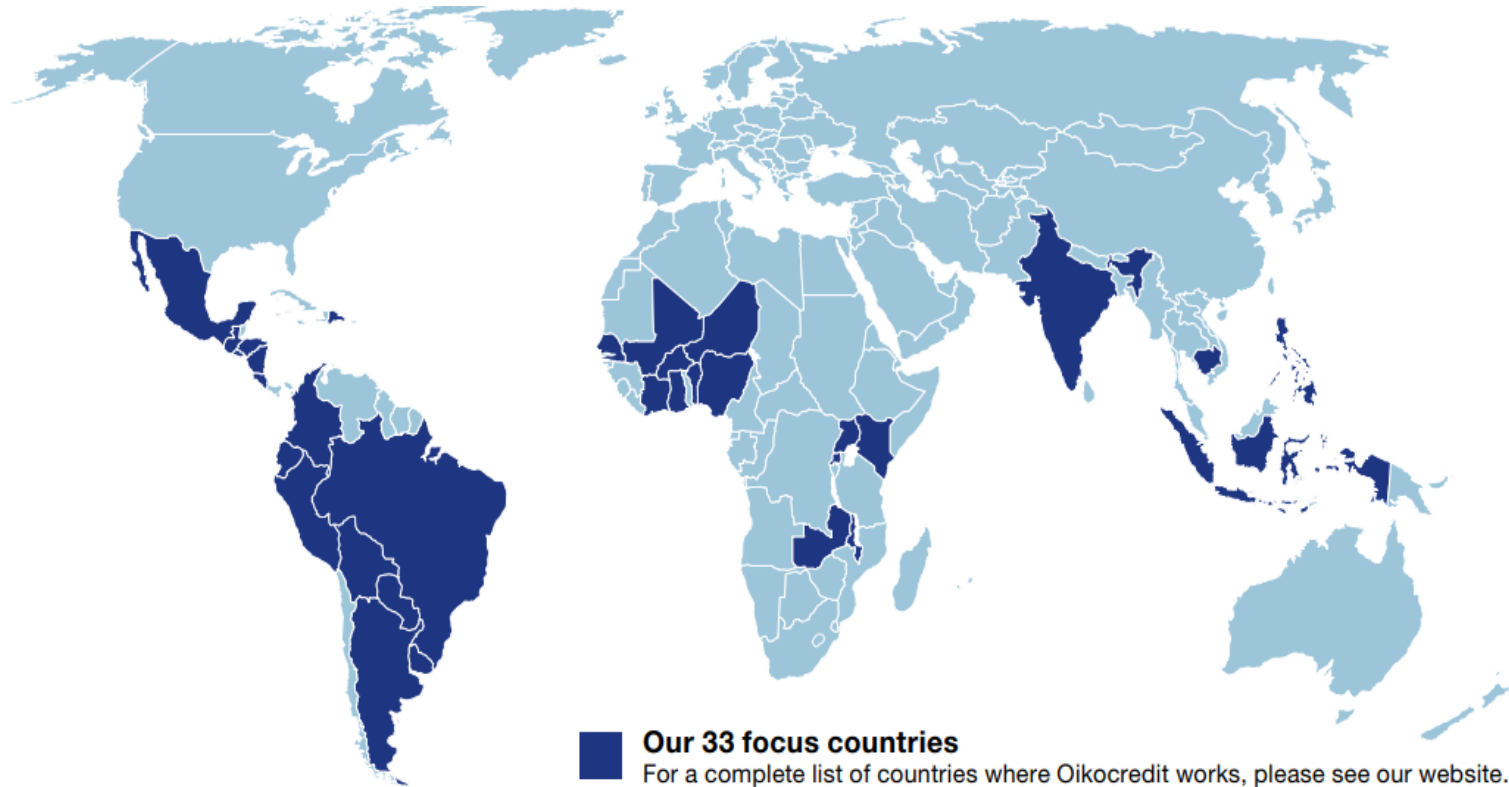 Our 33 focus countries
For a complete list of countries where Oikocredit works, please see our website.